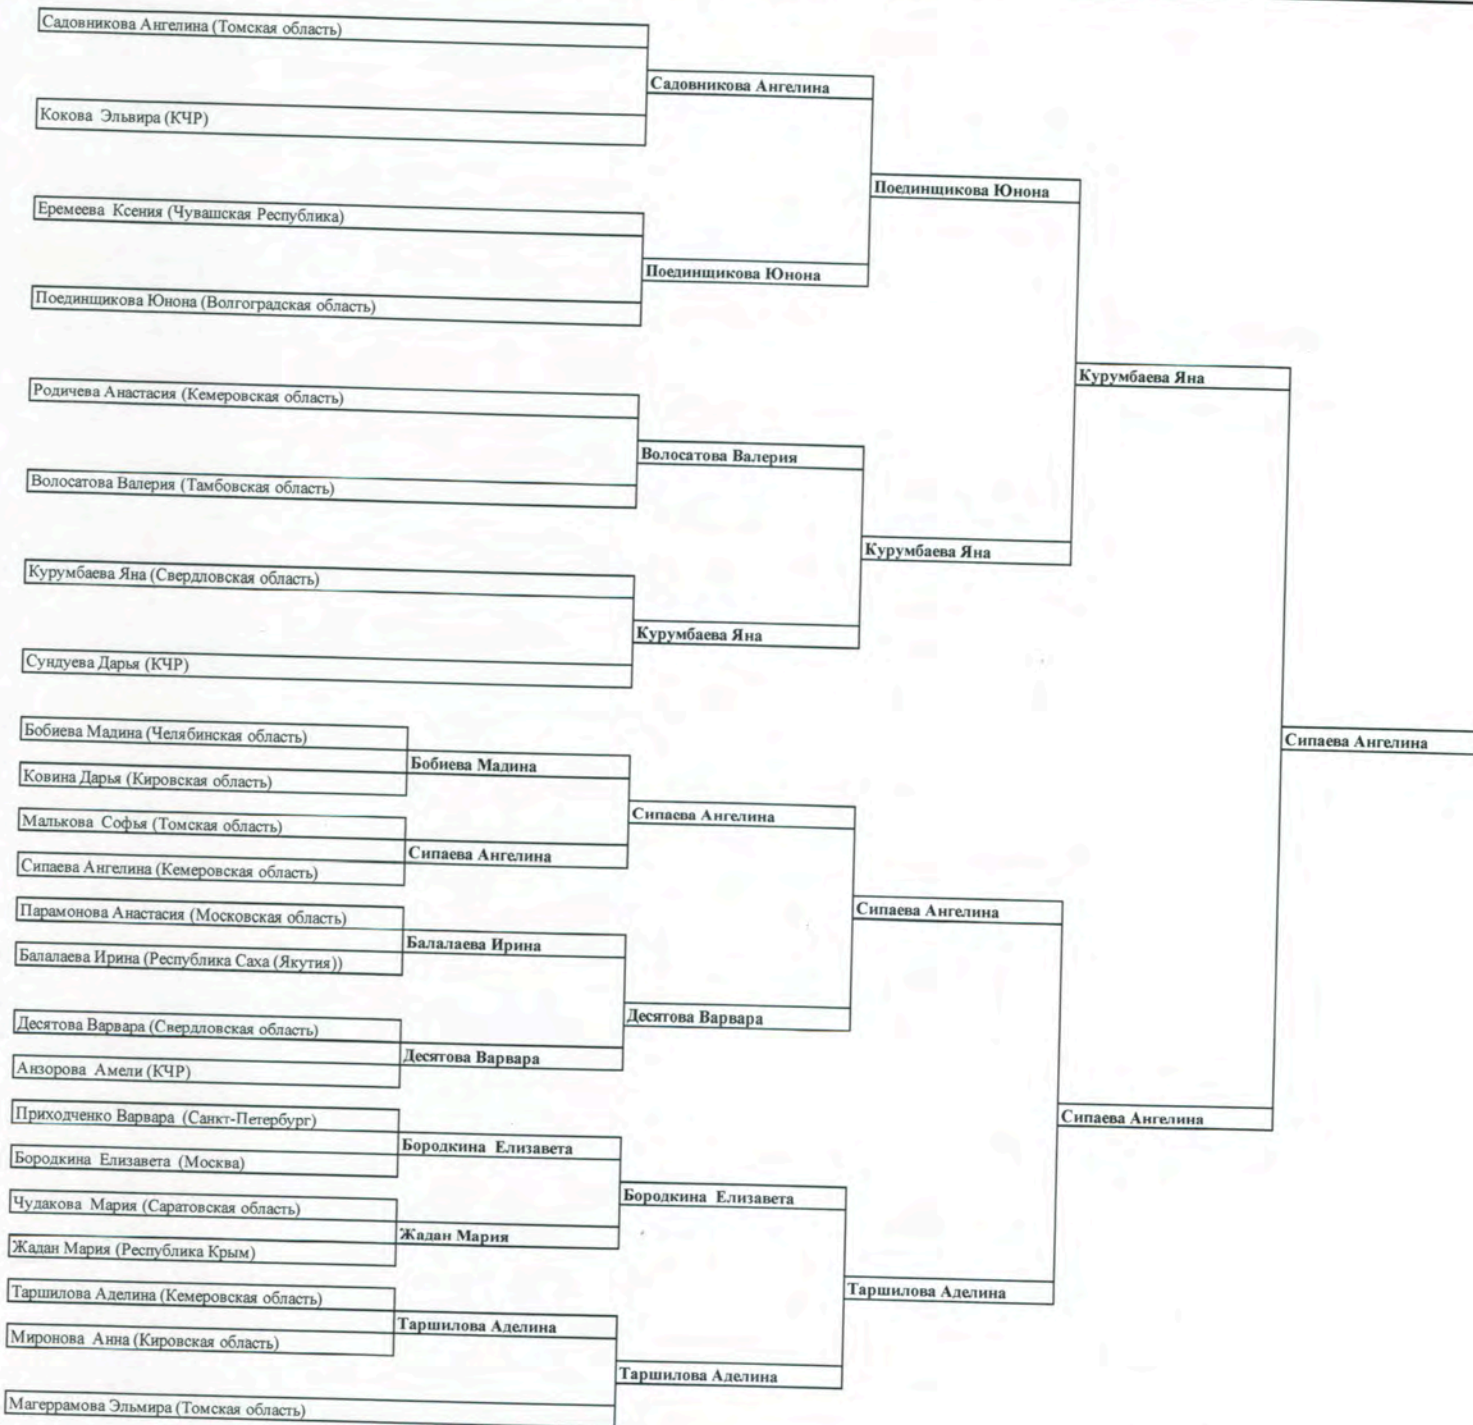 Садовникова Ангелина (Томская область)
Садовникова Ангелина
Кокова Эльвира (КЧР)
Поединщикова Юнона
Еремеева Ксения (Чувашская Республика)
Поединщикова Юнона
Поединщикова Юнона (Волгоградская область)
Курумбаева Яна
Родичева Анастасия (Кемеровская область)
Волосатова Валерия
Волосатова Валерия (Тамбовская область)
Курумбаева Яна
Курумбаева Яна (Свердловская область)
Курумбаева Яна
Сундуева Дарья (КЧР)
Бобиева Мадина (Челябинская область)
Сипаева Ангелина
Бобиева Мадина
Ковина Дарья (Кировская область)
Сипаева Ангелина
Малькова Софья (Томская область)
Сипаева Ангелина
Сипаева Ангелина (Кемеровская область)
Сипаева Ангелина
Парамонова Анастасия (Московская область)
Балалаева Ирина
Балалаева Ирина (Республика Саха (Якутия))
Десятова Варвара
Десятова Варвара (Свердловская область)
Десятова Варвара
Анзорова Амели (КЧР)
Приходченко Варвара (Санкт-Петербург)
Сипаева Ангелина
Бородкина Елизавета
Бородкина Елизавета (Москва)
Бородкина Елизавета
Чудакова Мария (Саратовская область)
Жадан Мария
Жадан Мария (Республика Крым)
Таршилова Аделина
Таршилова Аделина (Кемеровская область)
Таршилова Аделина
Миронова Анна (Кировская область)
Таршилова Аделина
Магеррамова Эльмира (Томская область)